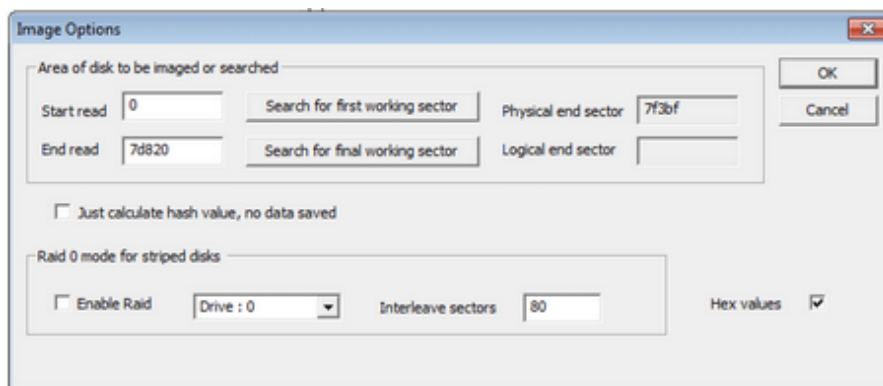 Image Options
Area of disk to be imaged or searched
OK
Start read 0 Search for first working sector Physical end sector 7f3bf
Cancel
End read 7d820 Search for final working sector Logical end sector
Just calculate hash value, no data saved
Raid 0 mode for striped disks
Enable Raid Drive : 0 Interleave sectors 80 Hex values